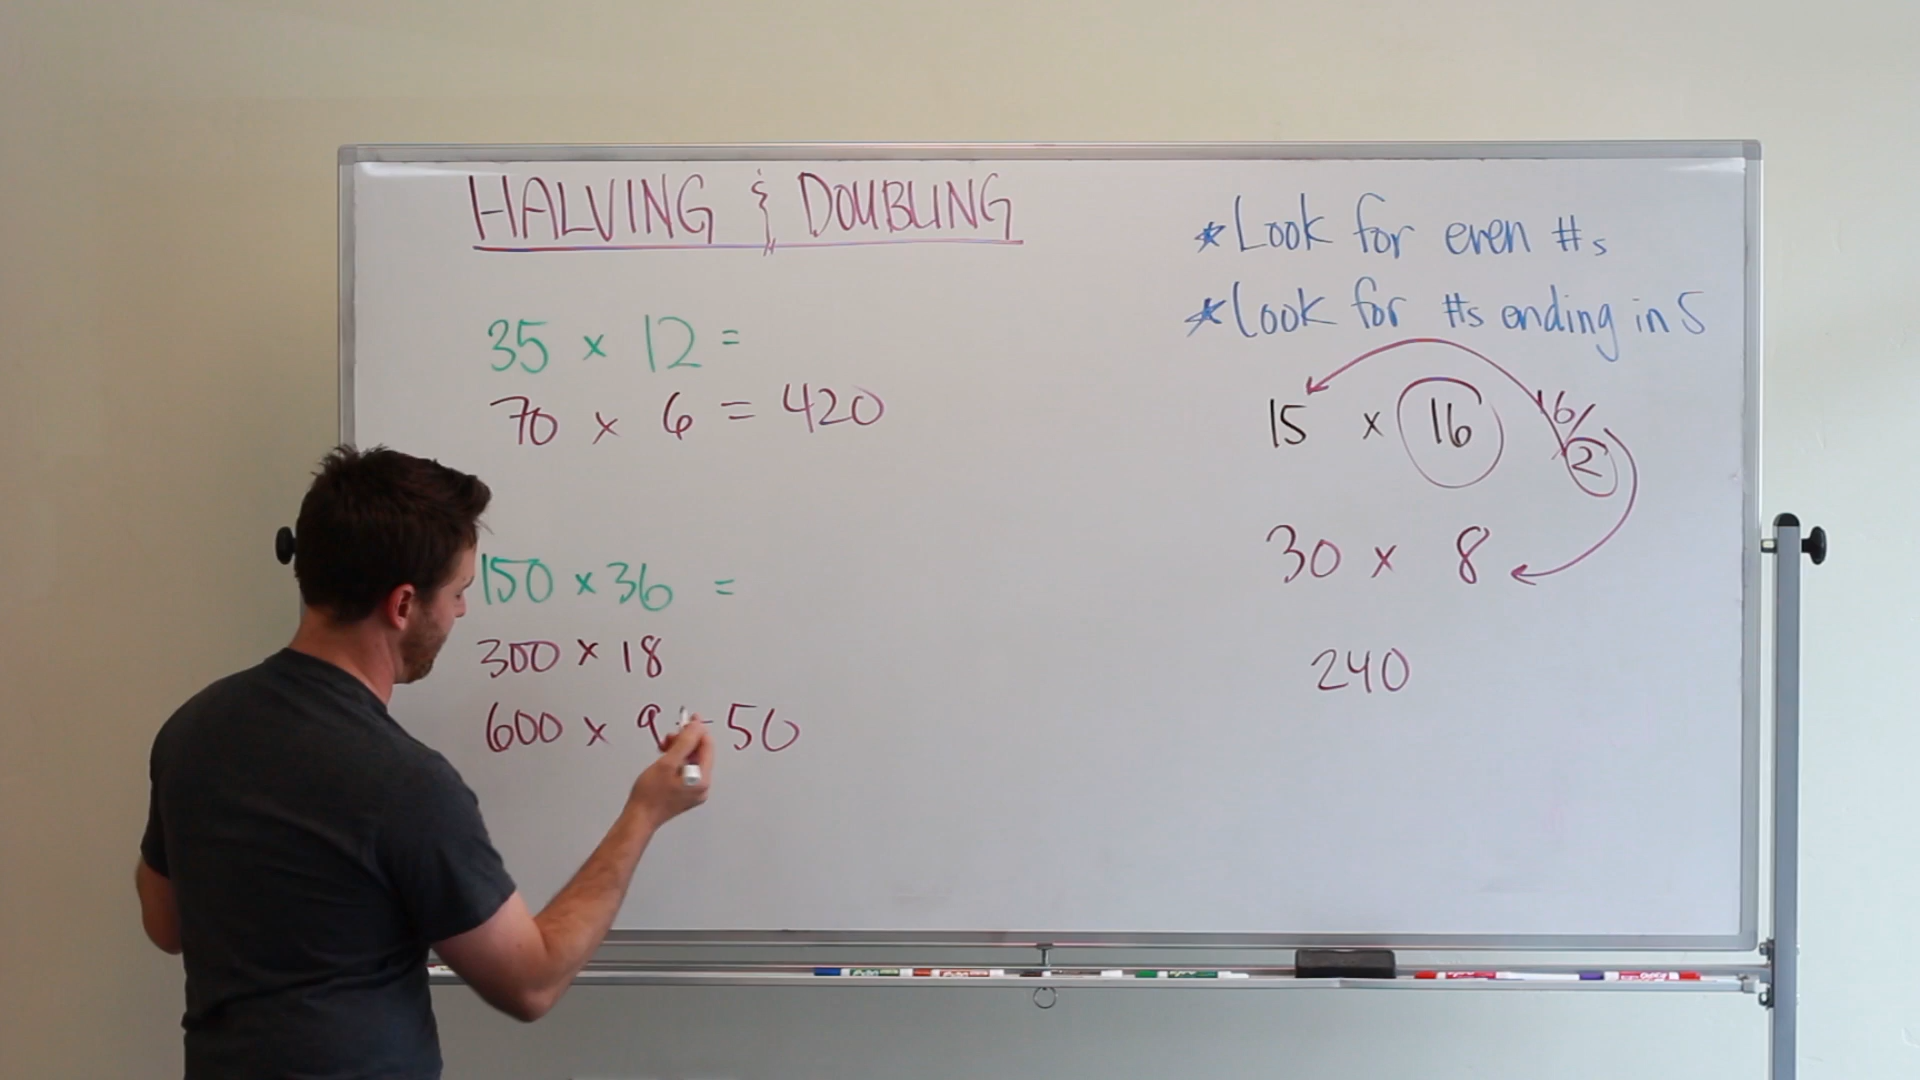 HALVING & DOUBLING
35 × 12 =
70 × 6 = 420
150 × 36 =
300 × 18
600 × 9 - 50
*Look for even #s
*Look for #s ending in 5
15 × 16 16/2
30 × 8
240